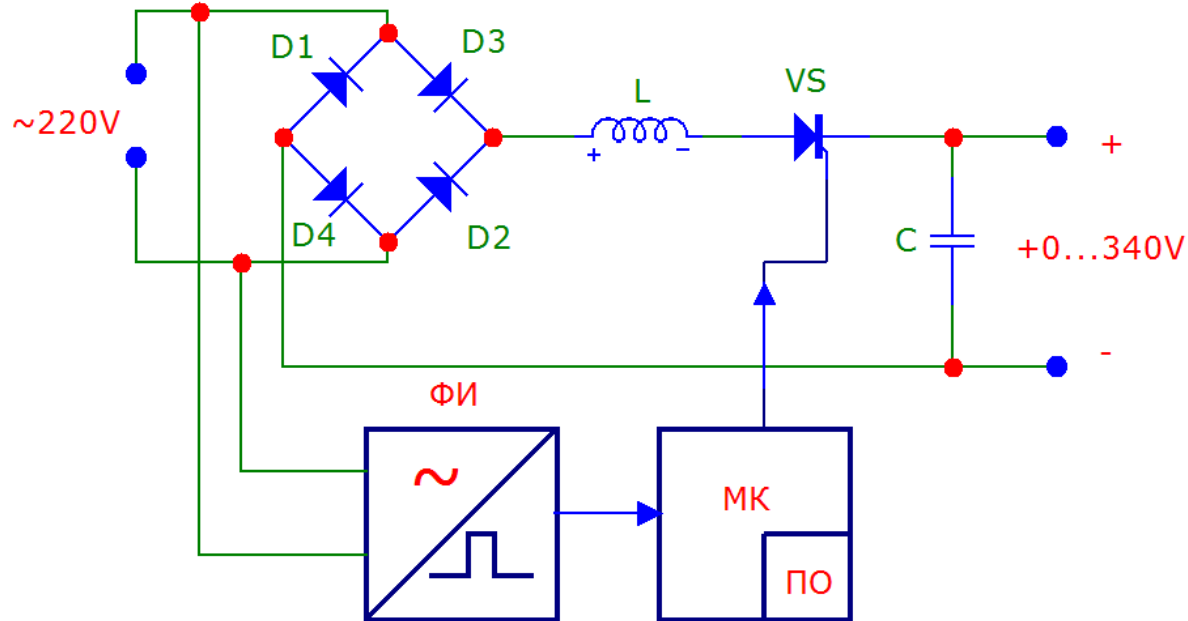 D1
D3
~220V
L
VS
+
-
D4
D2
C
+
+0...340V
-
ФИ
~
МК
ПО